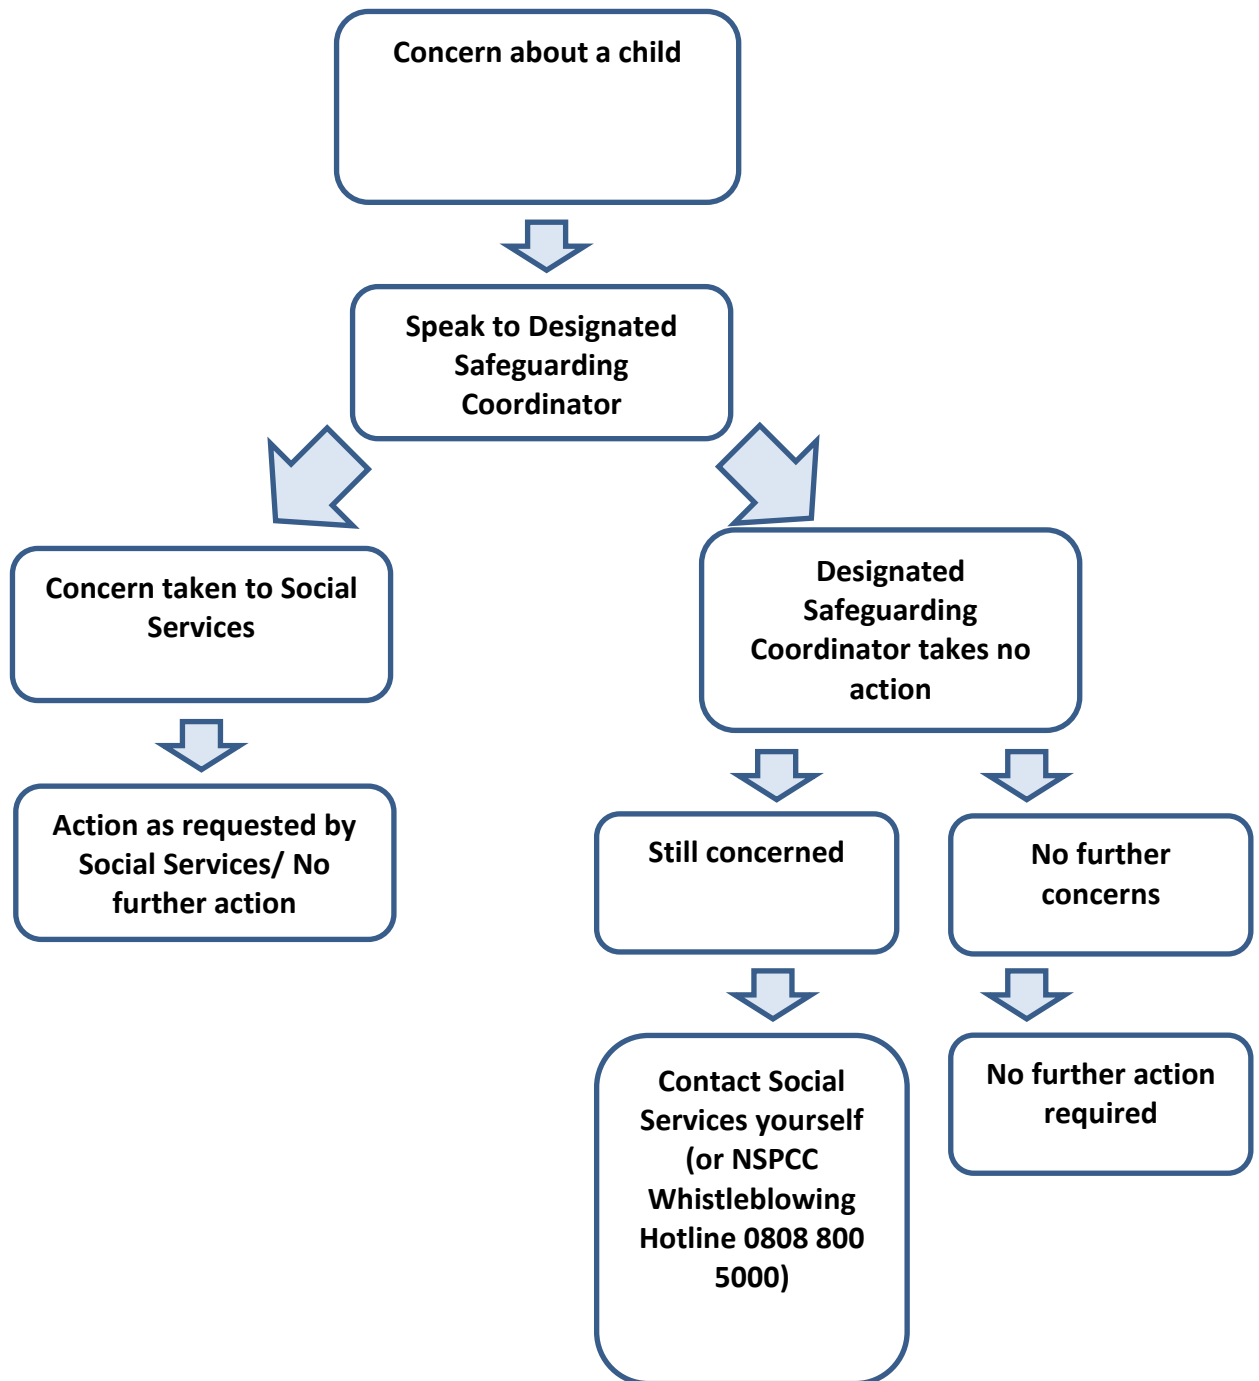 Concern about a child
Speak to Designated
Safeguarding
Coordinator
Concern taken to Social
Services
Designated
Safeguarding
Coordinator takes no
action
Action as requested by
Social Services/ No
further action
Still concerned
No further
concerns
Contact Social
Services yourself
(or NSPCC
Whistleblowing
Hotline 0808 800
5000)
No further action
required